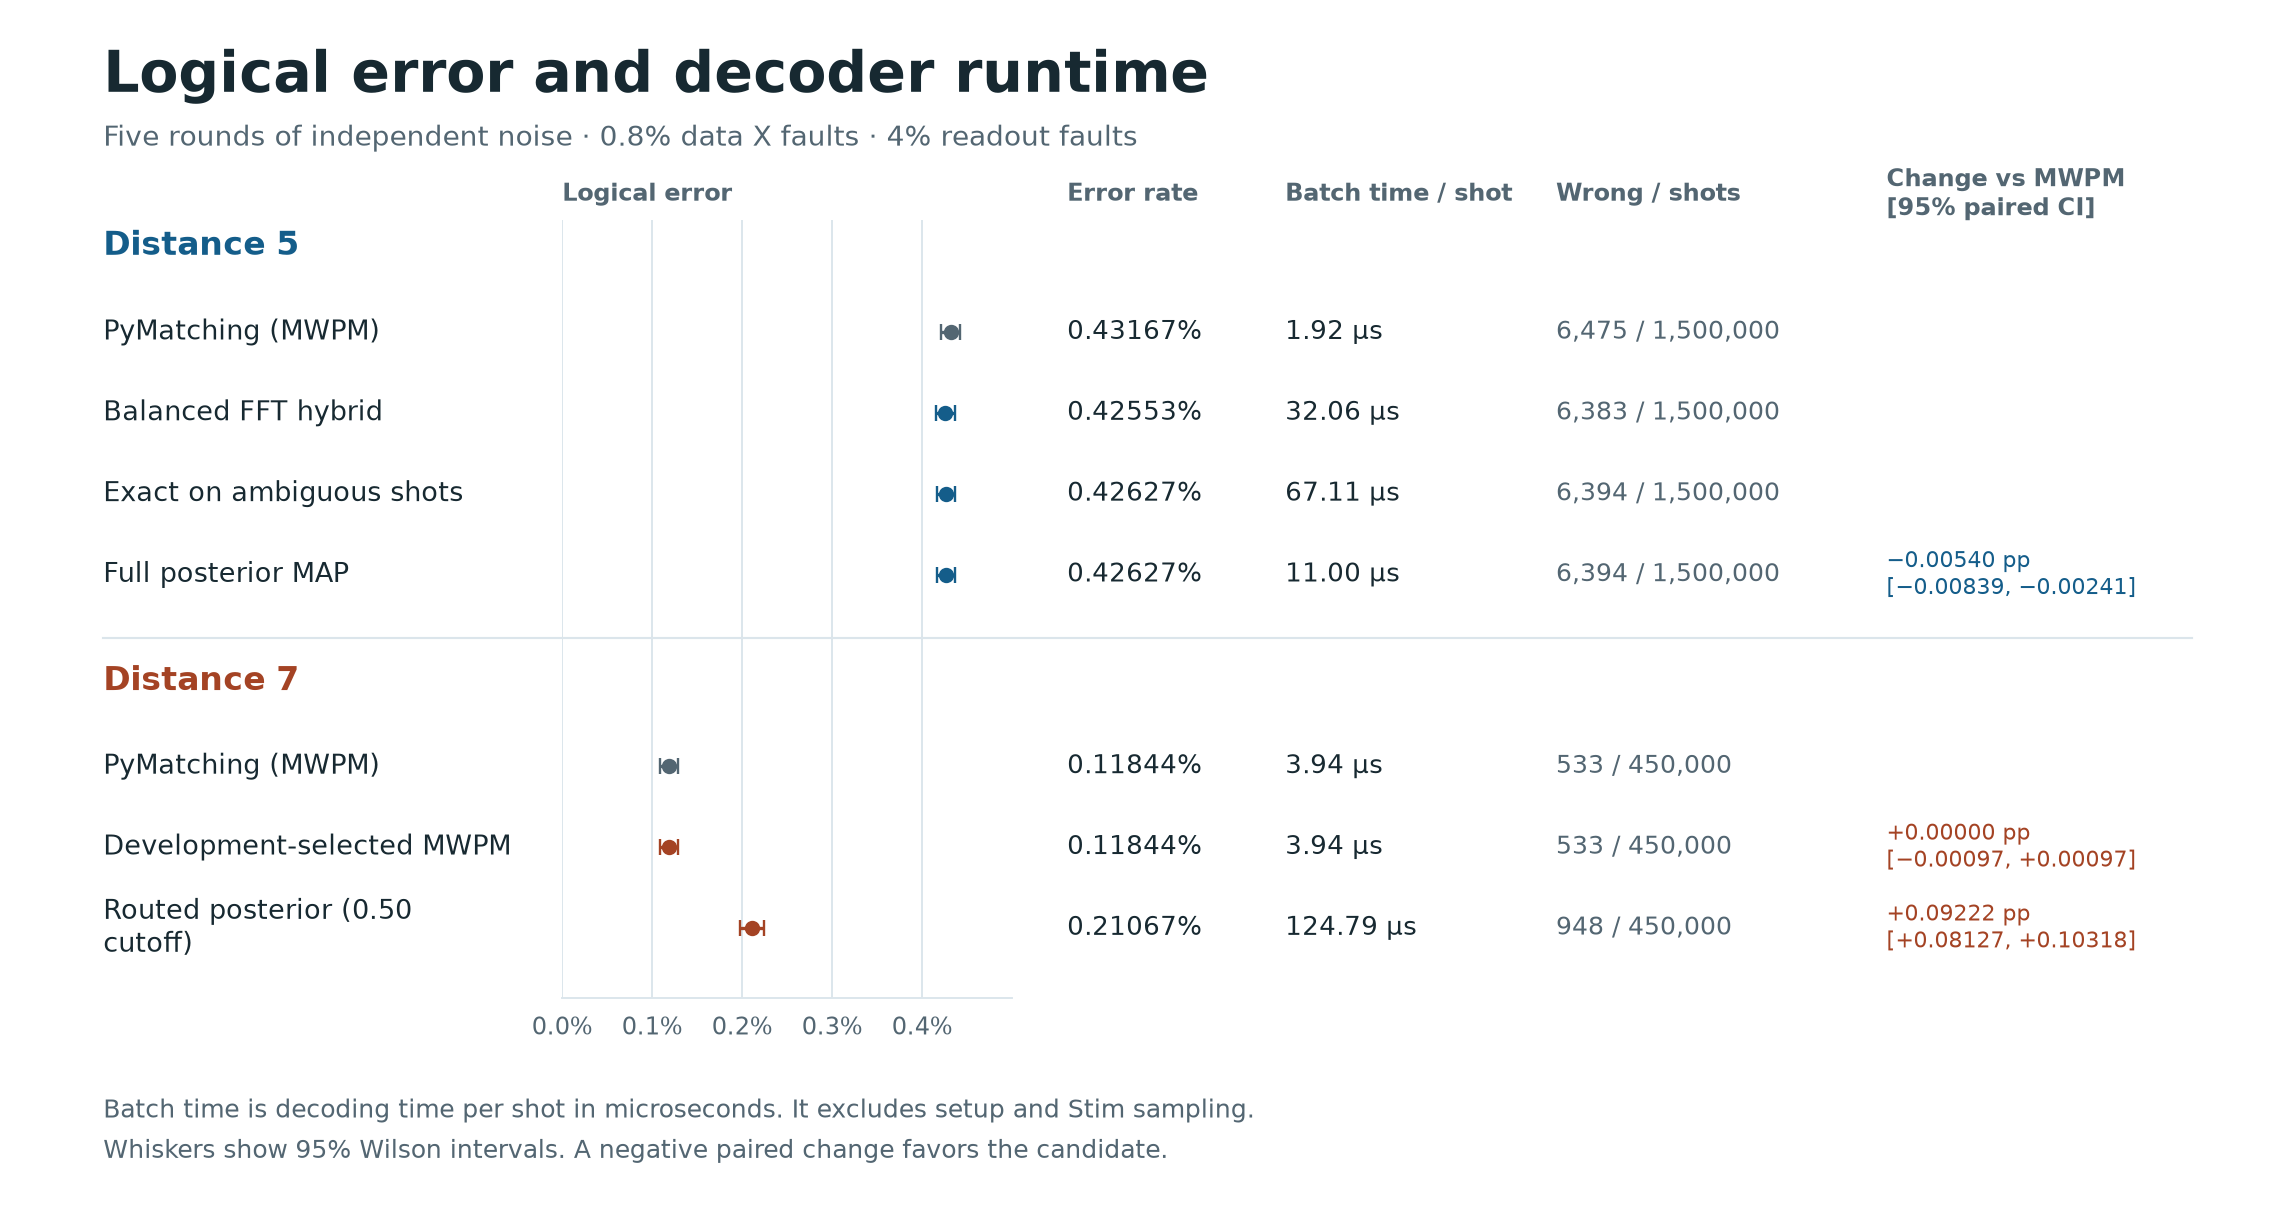 Logical error and decoder runtime
Five rounds of independent noise · 0.8% data X faults · 4% readout faults
Logical error
Error rate
Batch time / shot
Wrong / shots
Change vs MWPM
[95% paired CI]
Distance 5
PyMatching (MWPM) 0.43167% 1.92 µs 6,475 / 1,500,000
Balanced FFT hybrid 0.42553% 32.06 µs 6,383 / 1,500,000
Exact on ambiguous shots 0.42627% 67.11 µs 6,394 / 1,500,000
Full posterior MAP 0.42627% 11.00 µs 6,394 / 1,500,000
−0.00540 pp
[−0.00839, −0.00241]
Distance 7
PyMatching (MWPM) 0.11844% 3.94 µs 533 / 450,000
Development-selected MWPM 0.11844% 3.94 µs 533 / 450,000
+0.00000 pp
[−0.00097, +0.00097]
Routed posterior (0.50
cutoff)
0.21067% 124.79 µs 948 / 450,000
+0.09222 pp
[+0.08127, +0.10318]
0.0% 0.1% 0.2% 0.3% 0.4%
Batch time is decoding time per shot in microseconds. It excludes setup and Stim sampling.
Whiskers show 95% Wilson intervals. A negative paired change favors the candidate.